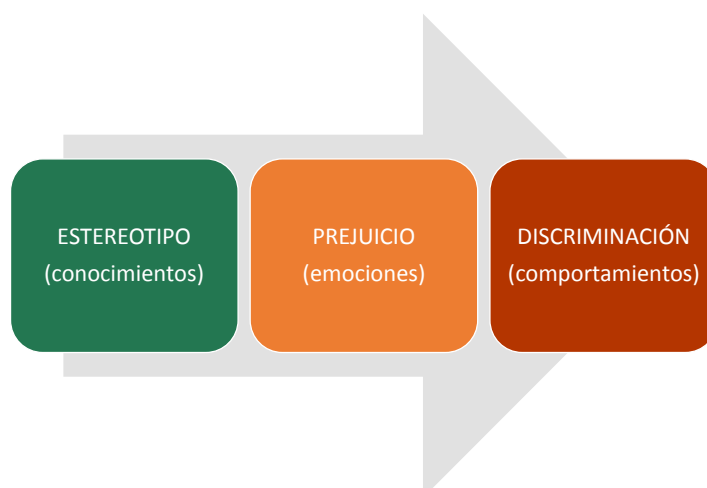 ESTEREOTIPO
(conocimientos)
PREJUICIO
(emociones)
DISCRIMINACIÓN
(comportamientos)